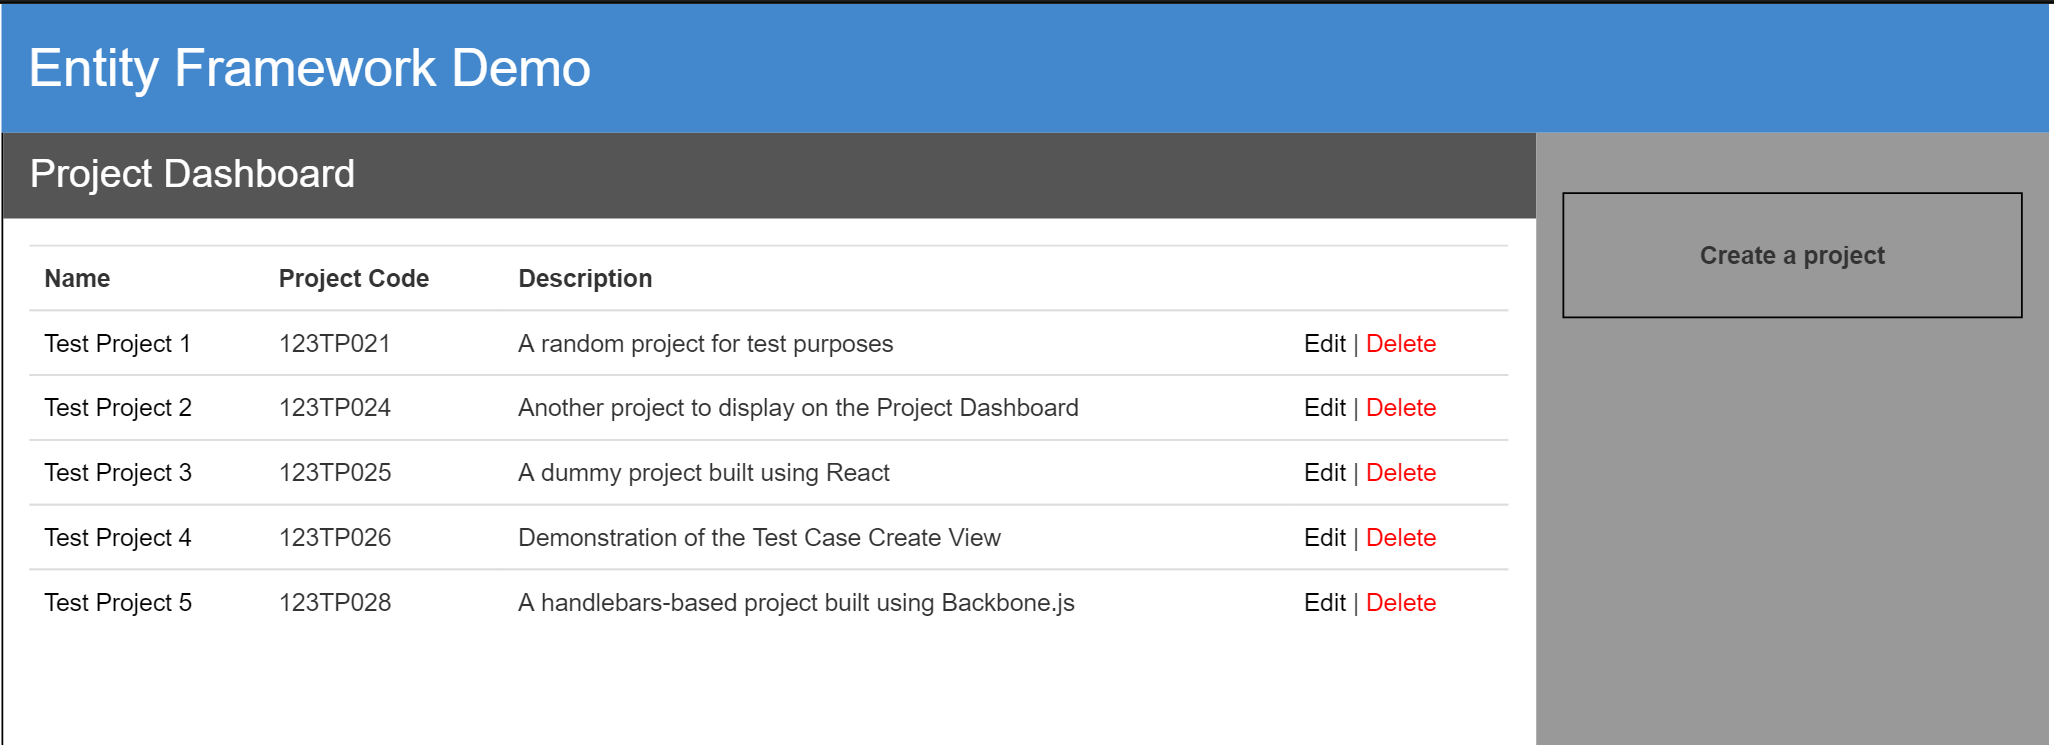 Entity Framework Demo
Project Dashboard
Create a project
Name Project Code Description
Test Project 1 123TP021 A random project for test purposes Edit | Delete
Test Project 2 123TP024 Another project to display on the Project Dashboard Edit | Delete
Test Project 3 123TP025 A dummy project built using React Edit | Delete
Test Project 4 123TP026 Demonstration of the Test Case Create View Edit | Delete
Test Project 5 123TP028 A handlebars-based project built using Backbone.js Edit | Delete